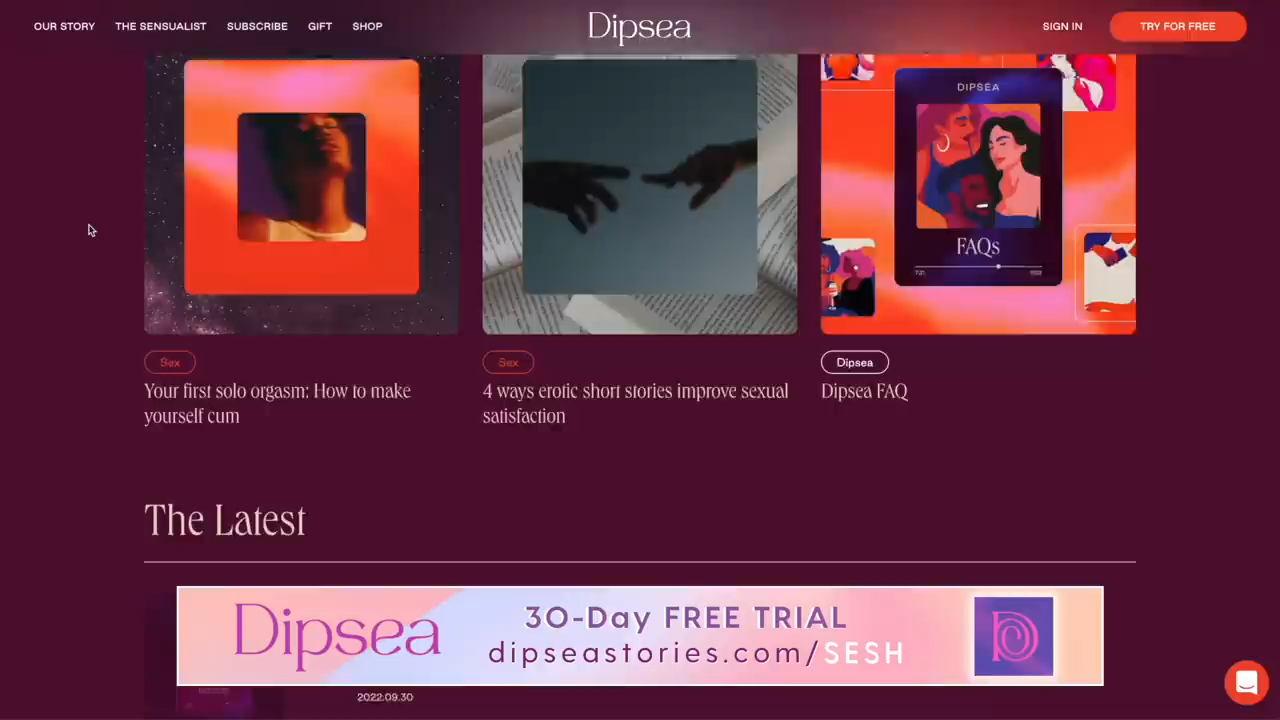 OUR STORY
THE SENSUALIST
SUBSCRIBE
GIFT
SHOP
Dipsea
SIGN IN
TRY FOR FREE
DIPSEA
FAQs
Sex
Your first solo orgasm: How to make
yourself cum
Sex
4 ways erotic short stories improve sexual
satisfaction
Dipsea
Dipsea FAQ
The Latest
Dipsea
30-Day FREE TRIAL
dipseastories.com/SESH
2022.09.30